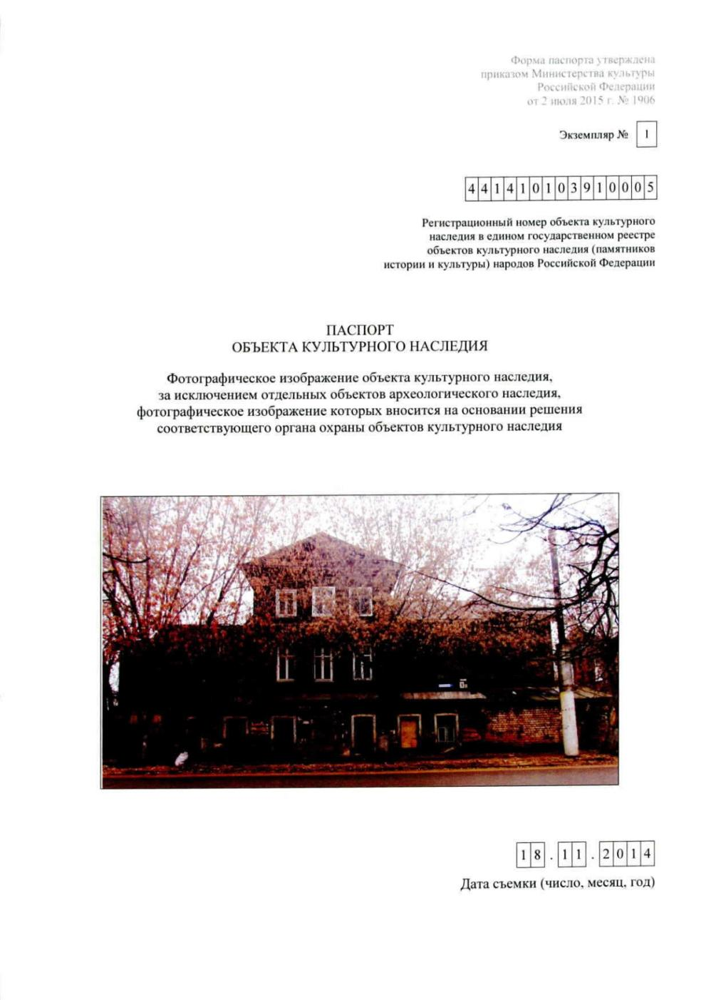 Форма паспорта утверждена
приказом Министерства культуры
Российской Федерации
от 2 июля 2015 г. № 1906
Экземпляр № 1
441410103910005
Регистрационный номер объекта культурного
наследия в едином государственном реестре
объектов культурного наследия (памятников
истории и культуры) народов Российской Федерации
ПАСПОРТ
ОБЪЕКТА КУЛЬТУРНОГО НАСЛЕДИЯ
Фотографическое изображение объекта культурного наследия,
за исключением отдельных объектов археологического наследия,
фотографическое изображение которых вносится на основании решения
соответствующего органа охраны объектов культурного наследия
18.11.2014
Дата съемки (число, месяц, год)